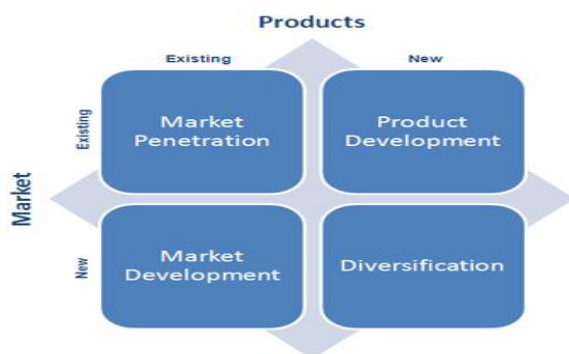 Products
Existing
New
Market
Existing
Market
Penetration
Product
Development
New
Market
Development
Diversification